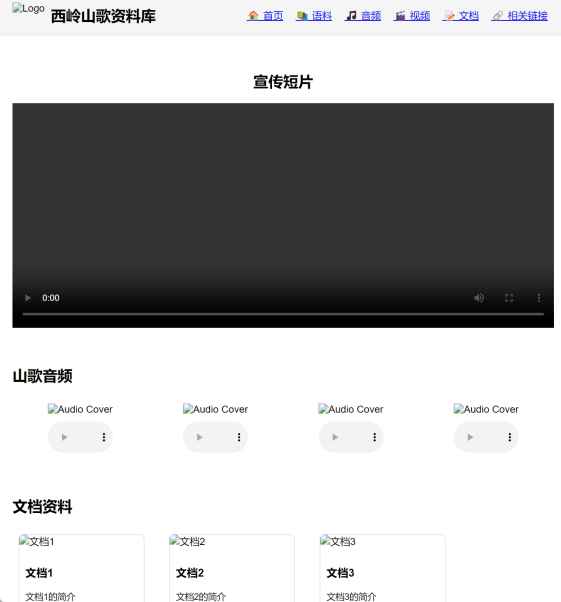 Logo 西岭山歌资料库 🏠 首页 📚 语料 🎵 音频 🎬 视频 📝 文档 🔗 相关链接
宣传短片
0:00
山歌音频
Audio Cover Audio Cover Audio Cover Audio Cover
文档资料
文档1 文档2 文档3
文档1 文档2 文档3
文档1的简介 文档2的简介 文档3的简介